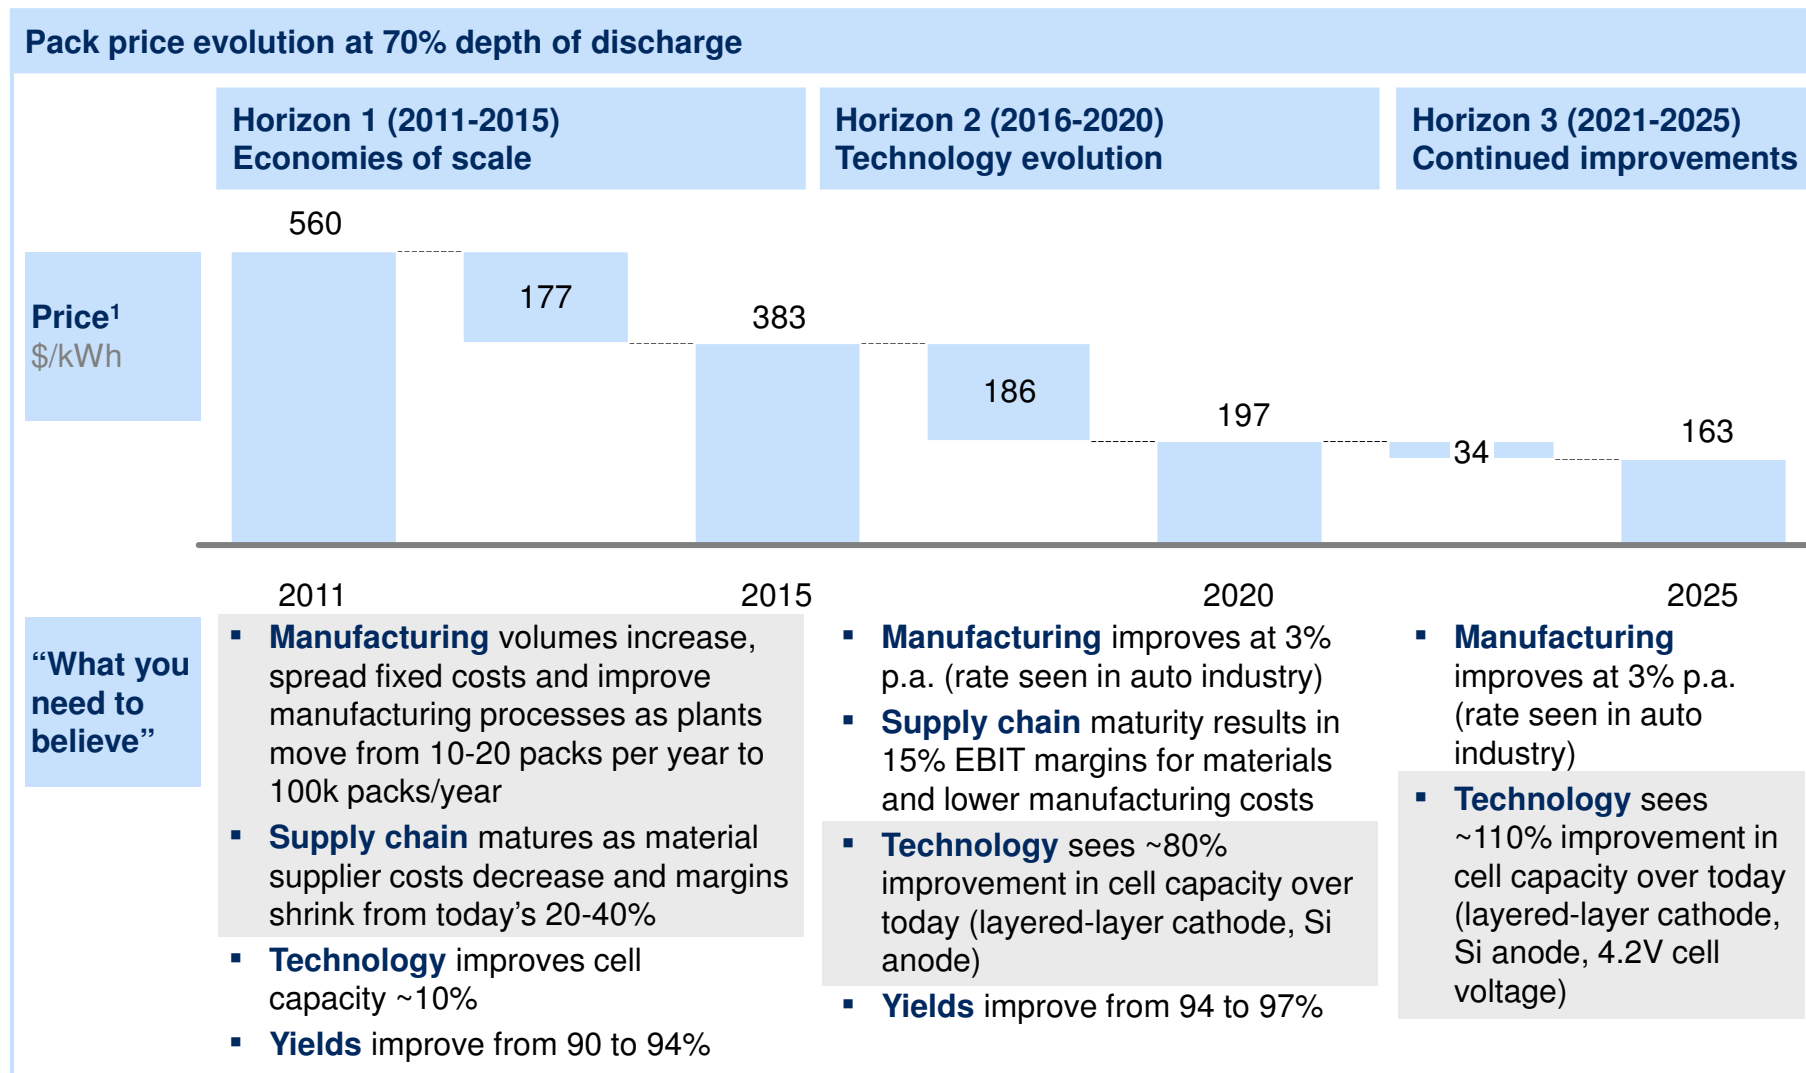 Pack price evolution at 70% depth of discharge
Horizon 1 (2011-2015)
Economies of scale
Horizon 2 (2016-2020)
Technology evolution
Horizon 3 (2021-2025)
Continued improvements
Price¹
$/kWh
560
177
383
186
197
34
163
2011
2015
2020
2025
“What you
need to
believe”
▪ Manufacturing volumes increase,
spread fixed costs and improve
manufacturing processes as plants
move from 10-20 packs per year to
100k packs/year
▪ Supply chain matures as material
supplier costs decrease and margins
shrink from today’s 20-40%
▪ Technology improves cell
capacity ~10%
▪ Yields improve from 90 to 94%
▪ Manufacturing improves at 3%
p.a. (rate seen in auto industry)
▪ Supply chain maturity results in
15% EBIT margins for materials
and lower manufacturing costs
▪ Technology sees ~80%
improvement in cell capacity over
today (layered-layer cathode, Si
anode)
▪ Yields improve from 94 to 97%
▪ Manufacturing
improves at 3% p.a.
(rate seen in auto
industry)
▪ Technology sees
~110% improvement in
cell capacity over today
(layered-layer cathode,
Si anode, 4.2V cell
voltage)